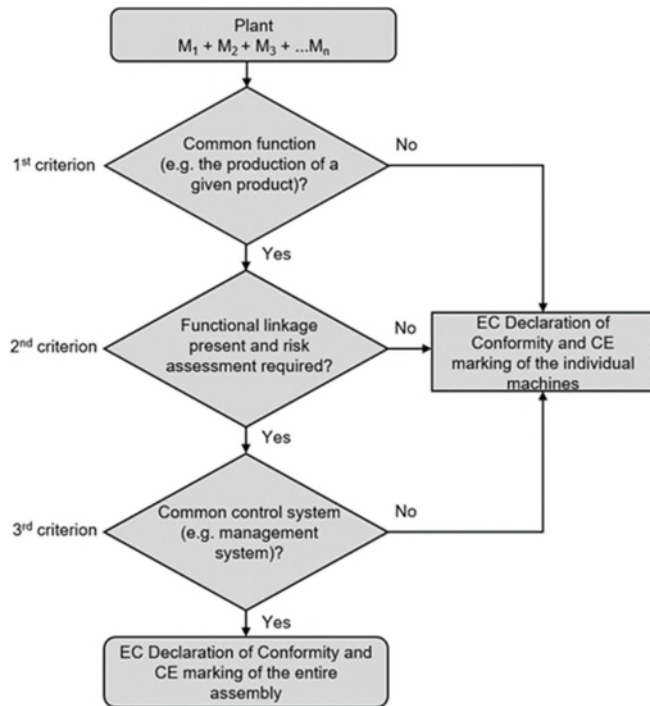 Plant
M₁ + M₂ + M₃ + ...Mₙ
1st criterion
Common function
(e.g. the production of a
given product)?
No
Yes
2nd criterion
Functional linkage
present and risk
assessment required?
No
EC Declaration of
Conformity and CE
marking of the individual
machines
Yes
3rd criterion
Common control system
(e.g. management
system)?
No
Yes
EC Declaration of Conformity and
CE marking of the entire
assembly